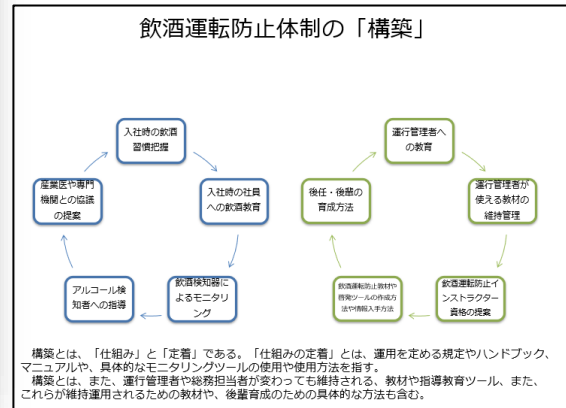 飲酒運転防止体制の「構築」
入社時の飲酒
習慣把握
入社時の社員
への飲酒教育
飲酒検知器に
よるモニタリ
ング
アルコール検
知者への指導
産業医や専門
機関との協議
の提案
運行管理者へ
の教育
運行管理者が
使える教材の
維持管理
飲酒運転防止イ
ンストラクター
資格の提案
飲酒運転防止教材や
啓発ツールの作成方
法や情報入手方法
後任・後輩の
育成方法
構築とは、「仕組み」と「定着」である。「仕組みの定着」とは、運用を定める規定やハンドブック、
マニュアルや、具体的なモニタリングツールの使用や使用方法を指す。
構築とは、また、運行管理者や総務担当者が変わっても維持される、教材や指導教育ツール、また、
これらが維持運用されるための教材や、後輩育成のための具体的な方法も含む。